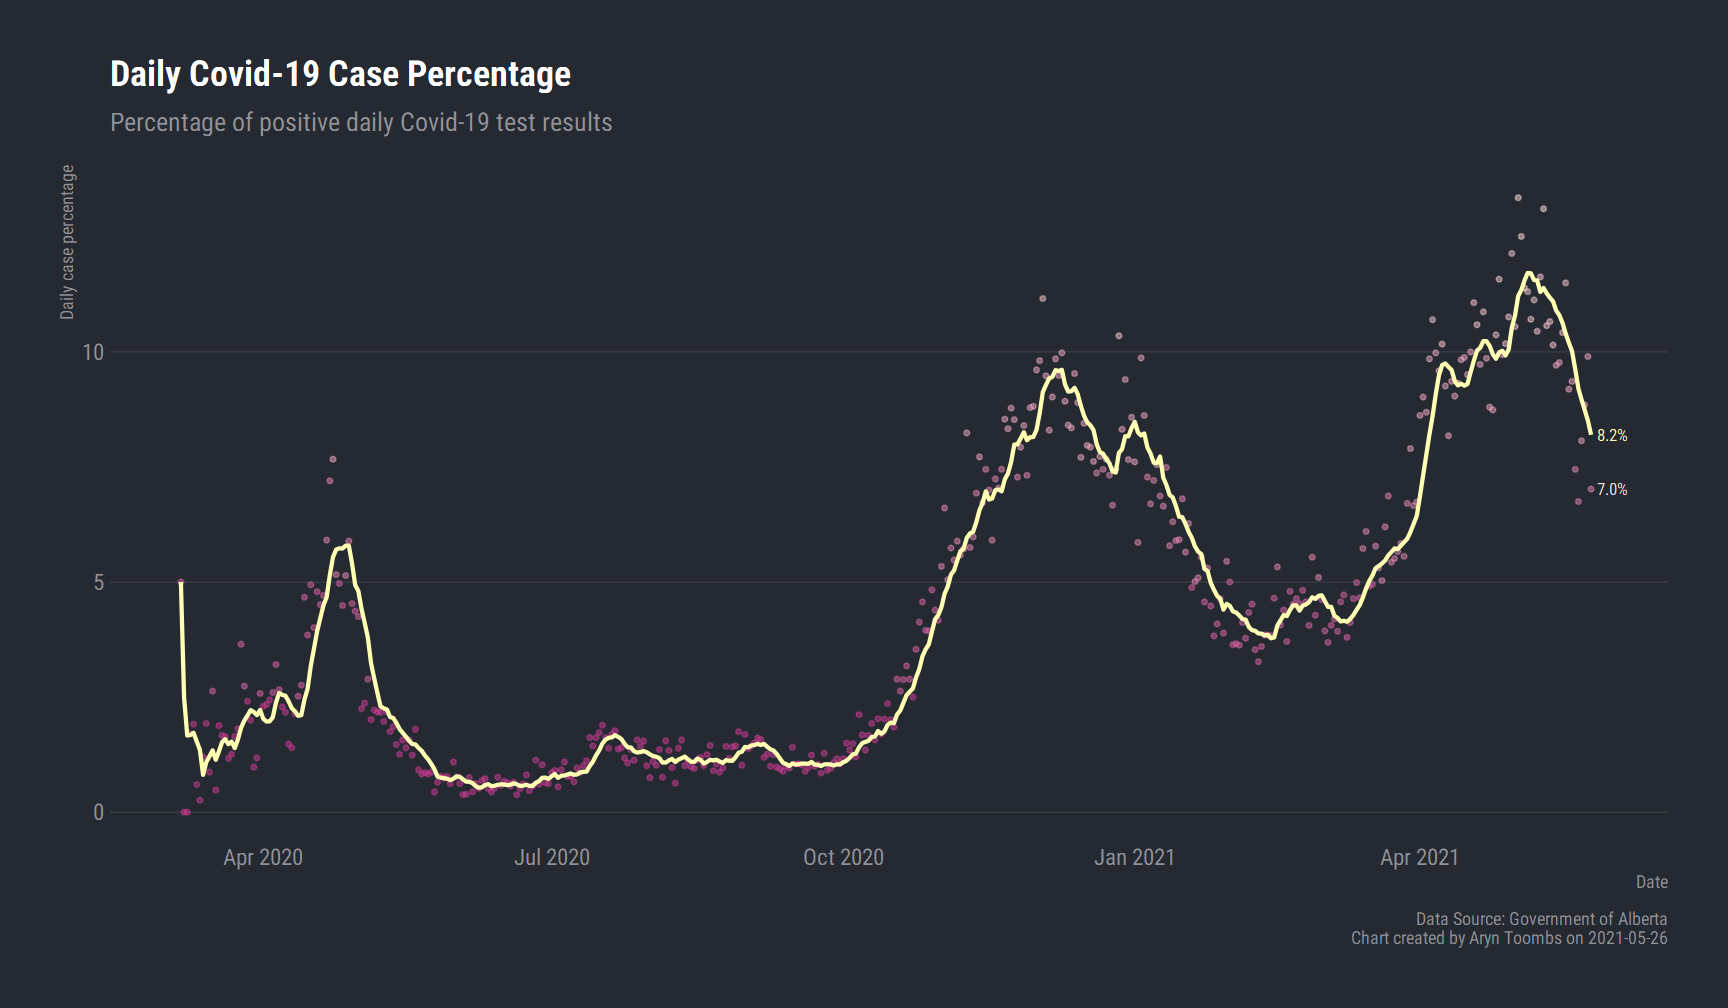 Daily Covid-19 Case Percentage
Percentage of positive daily Covid-19 test results
Daily case percentage
10
5
0
8.2%
7.0%
Apr 2020
Jul 2020
Oct 2020
Jan 2021
Apr 2021
Date
Data Source: Government of Alberta
Chart created by Aryn Toombs on 2021-05-26